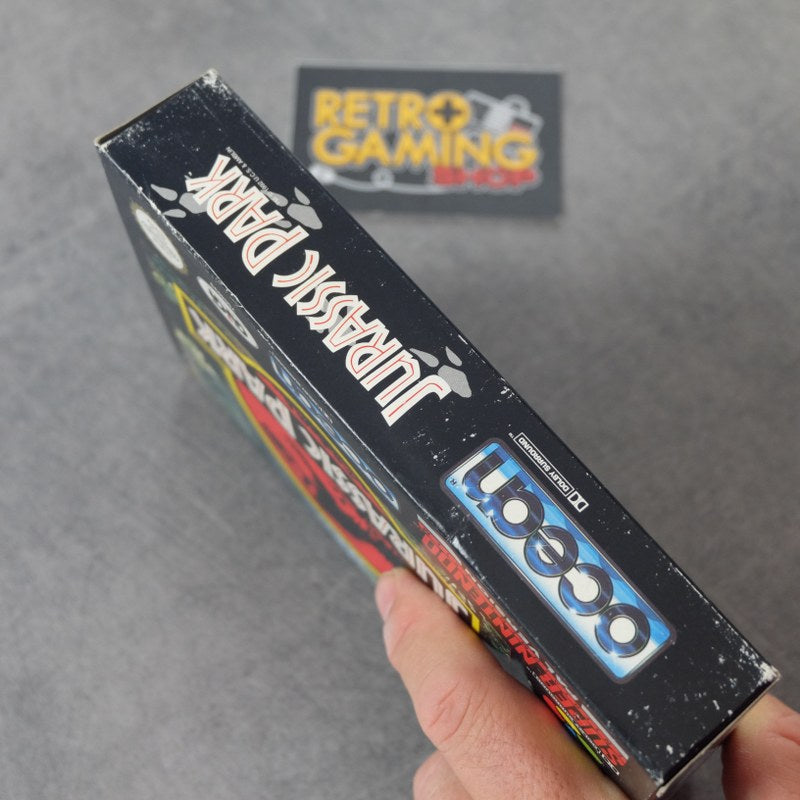 RETRO
GAMING
SHOP
JURASSIC PARK
ocean
DOLBY SURROUND
JURASSIC PARK
SUPER NINTENDO